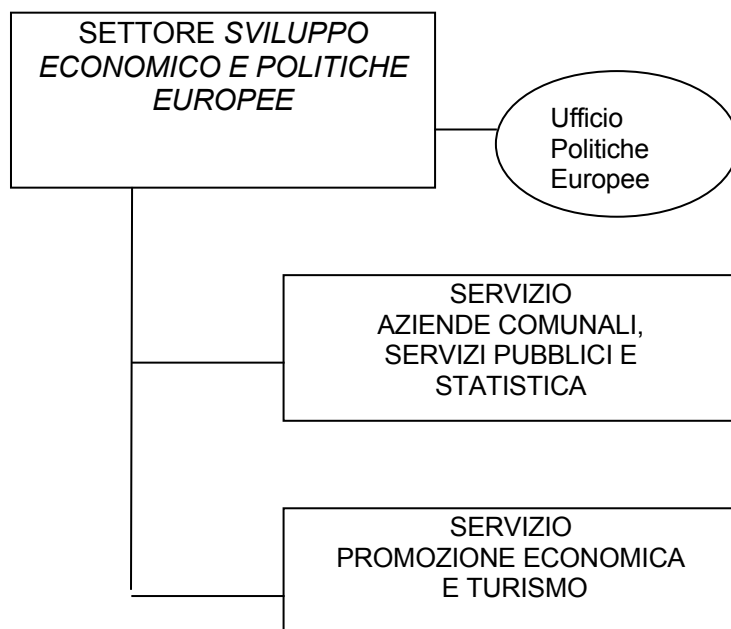 SETTORE SVILUPPO
ECONOMICO E POLITICHE
EUROPEE
Ufficio
Politiche
Europee
SERVIZIO
AZIENDE COMUNALI,
SERVIZI PUBBLICI E
STATISTICA
SERVIZIO
PROMOZIONE ECONOMICA
E TURISMO